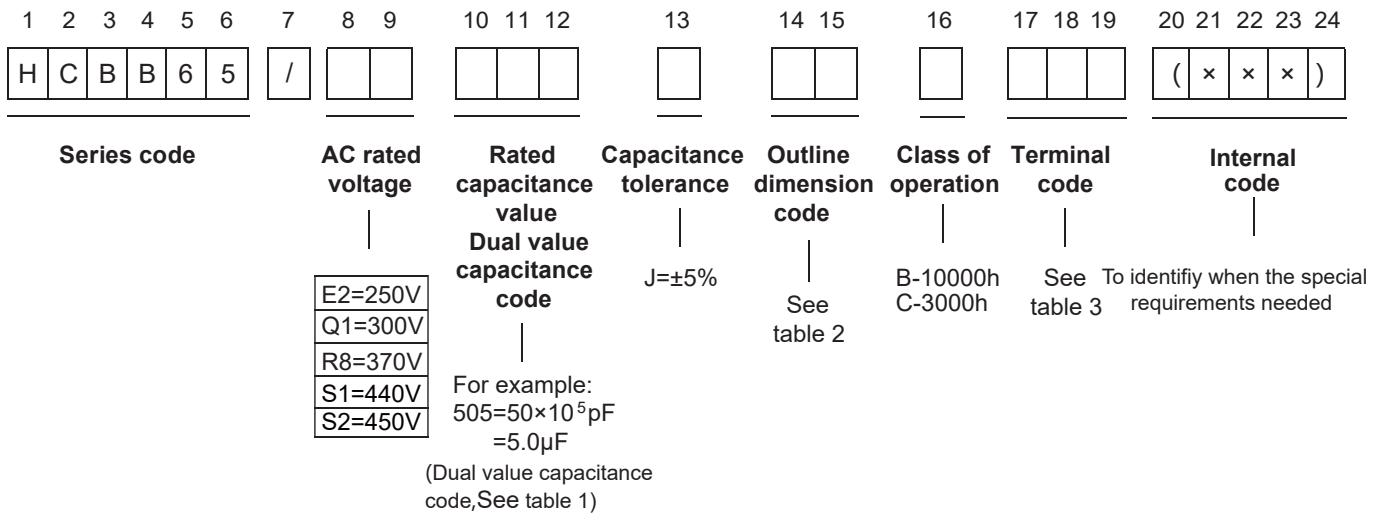 1 2 3 4 5 6 7 8 9 10 11 12 13 14 15 16 17 18 19 20 21 22 23 24
H C B B 6 5 / ( × × × )
Series code
AC rated
voltage
E2=250V
Q1=300V
R8=370V
S1=440V
S2=450V
Rated
capacitance
value
Dual value
capacitance
code
For example:
505=50×10⁵pF
=5.0μF
(Dual value capacitance
code,See table 1)
Capacitance
tolerance
J=±5%
Outline
dimension
code
See
table 2
Class of
operation
B-10000h
C-3000h
Terminal
code
See
table 3
Internal
code
To identifiy when the special
requirements needed